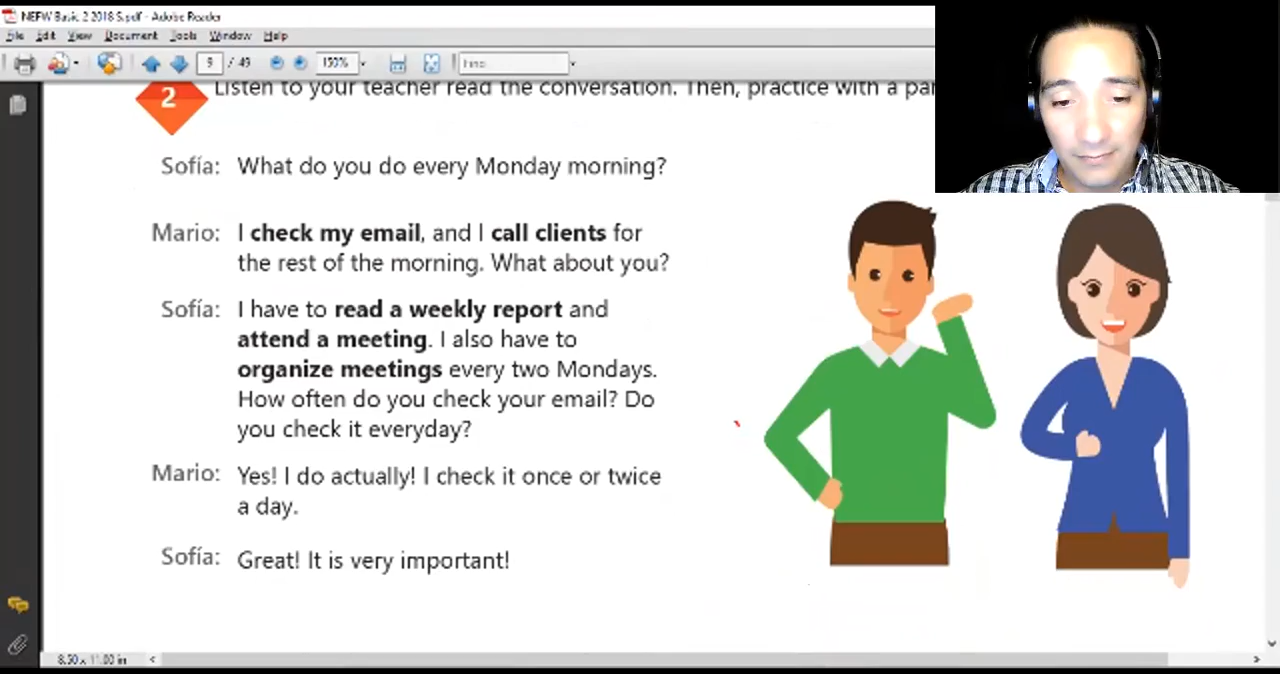 NEFW Basic 2 2018 S.pdf - Adobe Reader
File Edit View Document Tools Window Help
9 / 49 150% Find
2 Listen to your teacher read the conversation. Then, practice with a par
Sofía: What do you do every Monday morning?
Mario: I check my email, and I call clients for
the rest of the morning. What about you?
Sofía: I have to read a weekly report and
attend a meeting. I also have to
organize meetings every two Mondays.
How often do you check your email? Do
you check it everyday?
Mario: Yes! I do actually! I check it once or twice
a day.
Sofía: Great! It is very important!
8.50 x 11.00 in